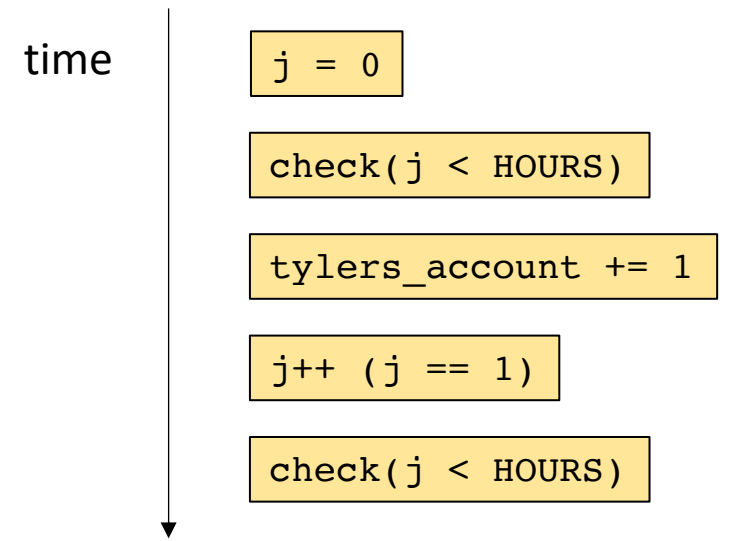 time
j = 0
check(j < HOURS)
tylers_account += 1
j++ (j == 1)
check(j < HOURS)